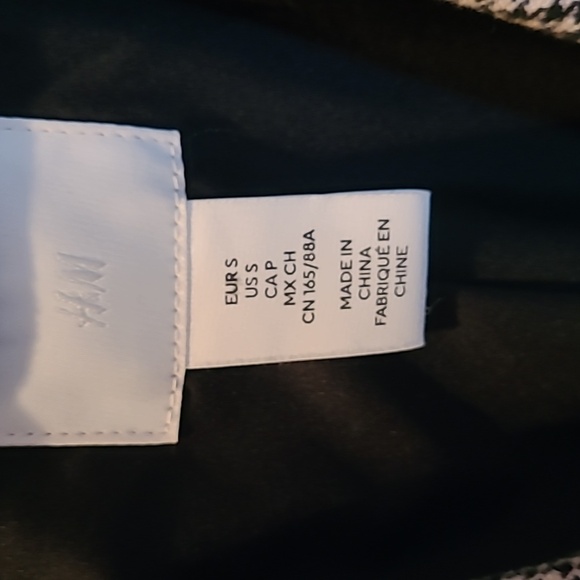 H&M
EUR S
US S
CA P
MX CH
CN 165/88A
MADE IN
CHINA
FABRIQUÉ EN
CHINE